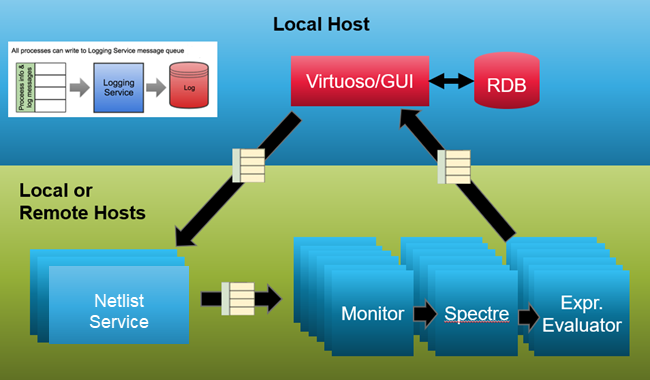 Local Host
All processes can write to Logging Service message queue
Process info &
log messages
Logging
Service
Log
Virtuoso/GUI
RDB
Local or
Remote Hosts
Netlist
Service
Monitor
Spectre
Expr.
Evaluator